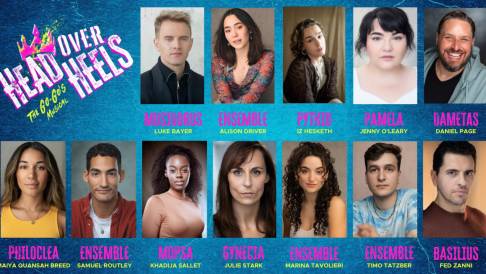 HEAD
OVER
HEELS
THE GO-GO'S
MUSICAL
MUSIDORUS
LUKE BAYER
ENSEMBLE
ALISON DRIVER
PYTHIO
IZ HESKETH
PAMELA
JENNY O'LEARY
DAMETAS
DANIEL PAGE
PHILOCLEA
MAIYA QUANSAH BREED
ENSEMBLE
SAMUEL ROUTLEY
MOPSA
KHADIJA SALLET
GYNECIA
JULIE STARK
ENSEMBLE
MARINA TAVOLIERI
ENSEMBLE
TIMO TATZBER
BASILIUS
FED ZANNI